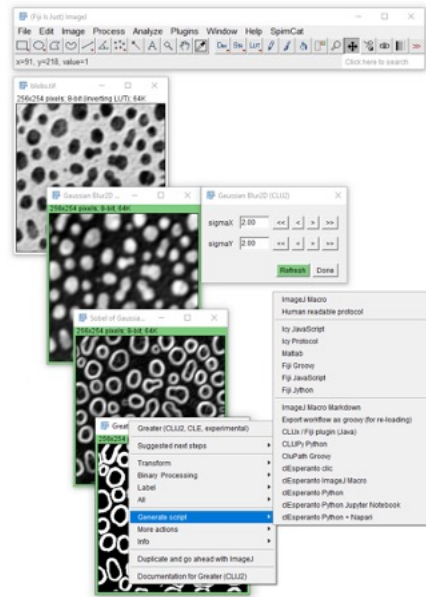 (Fiji Is Just) ImageJ
File Edit Image Process Analyze Plugins Window Help SpimCat
Dev Stk LUT
x=91, y=218, value=1
Click here to search
blobs.tif
256x254 pixels; 8-bit (inverting LUT); 64K
Gaussian Blur2D ...
256x254 pixels; 8-bit; 64K
Gaussian Blur2D (CLIJ2)
sigmaX 2.00 << < > >>
sigmaY 2.00 << < > >>
Refresh Done
Sobel of Gaussia...
256x254 pixels; 8-bit; 64K
Greater (CLIJ2, CLE, experimental)
Suggested next steps
Transform
Binary Processing
Label
All
Generate script
More actions
Info
Duplicate and go ahead with ImageJ
Documentation for Greater (CLIJ2)
ImageJ Macro
Human readable protocol
Icy JavaScript
Icy Protocol
Matlab
Fiji Groovy
Fiji JavaScript
Fiji Jython
ImageJ Macro Markdown
Export workflow as groovy (for re-loading)
CLIJx / Fiji plugin (Java)
CLIJPy Python
CluPath Groovy
clEsperanto clic
clEsperanto ImageJ Macro
clEsperanto Python
clEsperanto Python Jupyter Notebook
clEsperanto Python + Napari